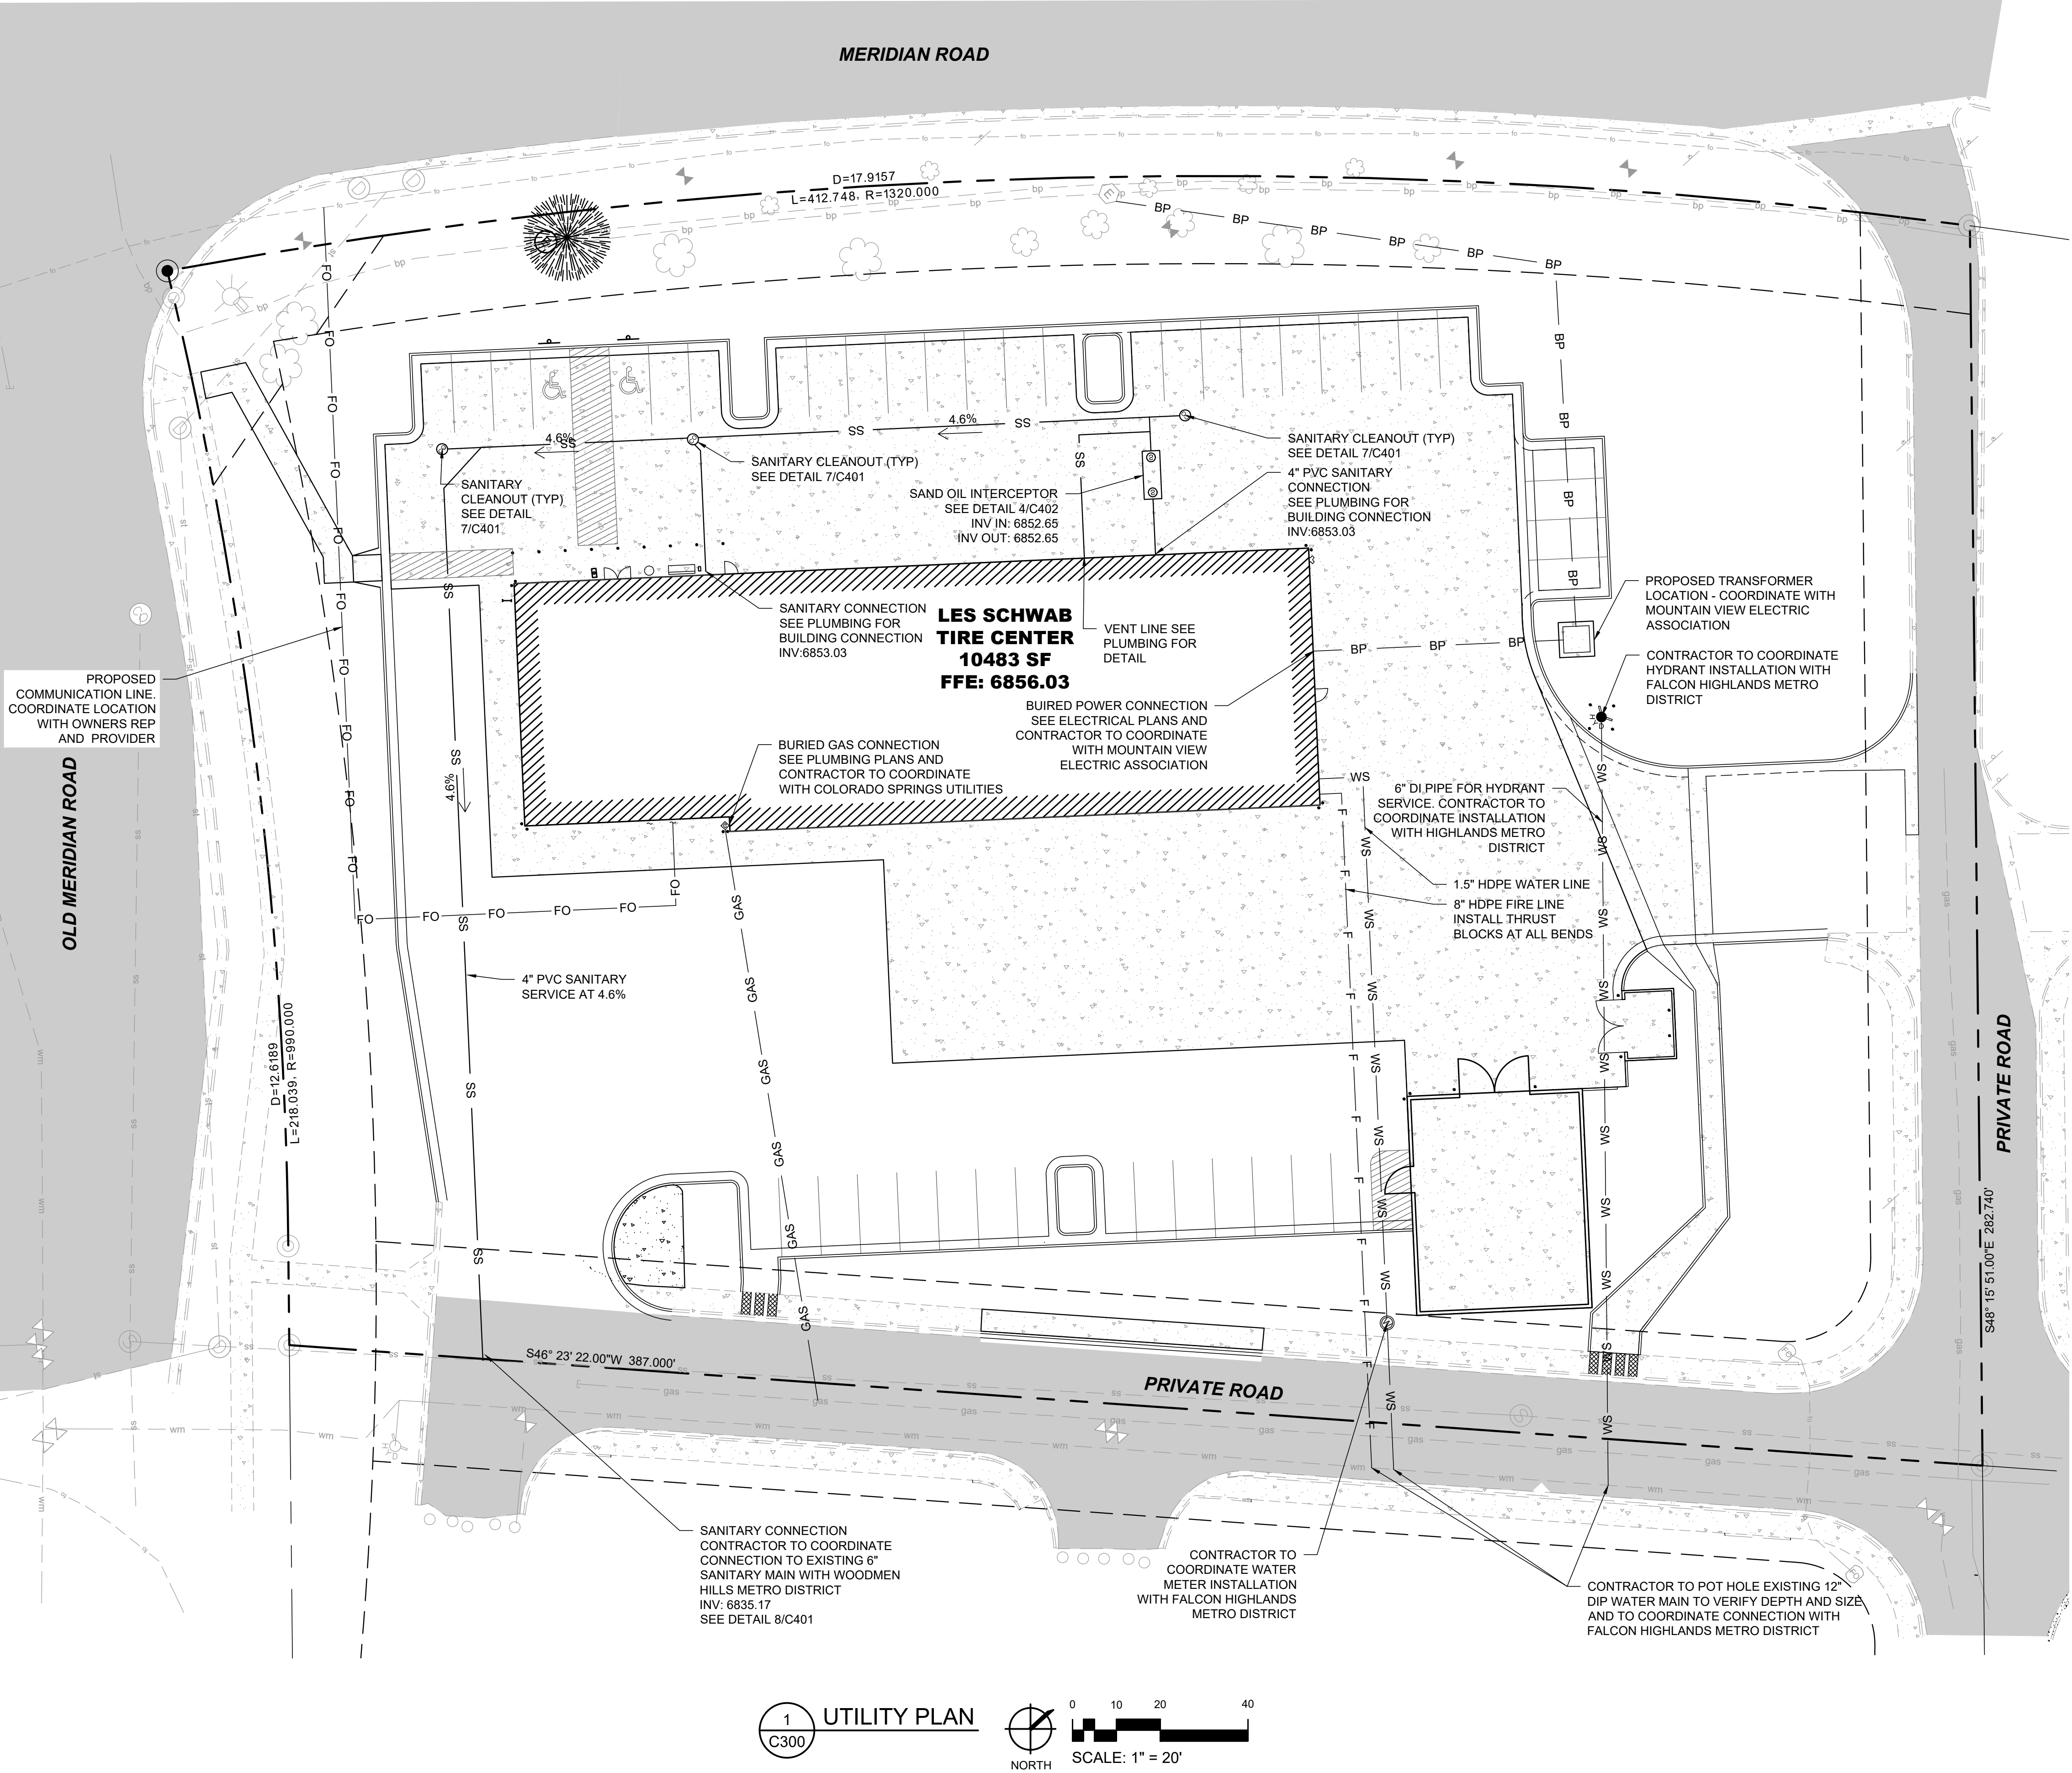 MERIDIAN ROAD
D=17.9157
L=412.748, R=1320.000
SANITARY CLEANOUT (TYP)
SEE DETAIL 7/C401
4" PVC SANITARY
CONNECTION
SEE PLUMBING FOR
BUILDING CONNECTION
INV:6853.03
SANITARY CLEANOUT (TYP)
SEE DETAIL 7/C401
SANITARY
CLEANOUT (TYP)
SEE DETAIL
7/C401
4.6%
4.6%
SAND OIL INTERCEPTOR
SEE DETAIL 4/C402
INV IN: 6852.65
INV OUT: 6852.65
PROPOSED TRANSFORMER
LOCATION - COORDINATE WITH
MOUNTAIN VIEW ELECTRIC
ASSOCIATION
SANITARY CONNECTION
SEE PLUMBING FOR
BUILDING CONNECTION
INV:6853.03
LES SCHWAB
TIRE CENTER
10483 SF
FFE: 6856.03
VENT LINE SEE
PLUMBING FOR
DETAIL
CONTRACTOR TO COORDINATE
HYDRANT INSTALLATION WITH
FALCON HIGHLANDS METRO
DISTRICT
PROPOSED
COMMUNICATION LINE.
COORDINATE LOCATION
WITH OWNERS REP
AND PROVIDER
BUIRED POWER CONNECTION
SEE ELECTRICAL PLANS AND
CONTRACTOR TO COORDINATE
WITH MOUNTAIN VIEW
ELECTRIC ASSOCIATION
BURIED GAS CONNECTION
SEE PLUMBING PLANS AND
CONTRACTOR TO COORDINATE
WITH COLORADO SPRINGS UTILITIES
4.6%
6" DI PIPE FOR HYDRANT
SERVICE. CONTRACTOR TO
COORDINATE INSTALLATION
WITH HIGHLANDS METRO
DISTRICT
1.5" HDPE WATER LINE
8" HDPE FIRE LINE
INSTALL THRUST
BLOCKS AT ALL BENDS
OLD MERIDIAN ROAD
4" PVC SANITARY
SERVICE AT 4.6%
D=12.6189
L=218.039, R=990.000
PRIVATE ROAD
S48° 15' 51.00"E 282.740'
S46° 23' 22.00"W 387.000'
PRIVATE ROAD
SANITARY CONNECTION
CONTRACTOR TO COORDINATE
CONNECTION TO EXISTING 6"
SANITARY MAIN WITH WOODMEN
HILLS METRO DISTRICT
INV: 6835.17
SEE DETAIL 8/C401
CONTRACTOR TO
COORDINATE WATER
METER INSTALLATION
WITH FALCON HIGHLANDS
METRO DISTRICT
CONTRACTOR TO POT HOLE EXISTING 12"
DIP WATER MAIN TO VERIFY DEPTH AND SIZE
AND TO COORDINATE CONNECTION WITH
FALCON HIGHLANDS METRO DISTRICT
1
C300
UTILITY PLAN
NORTH
0 10 20 40
SCALE: 1" = 20'